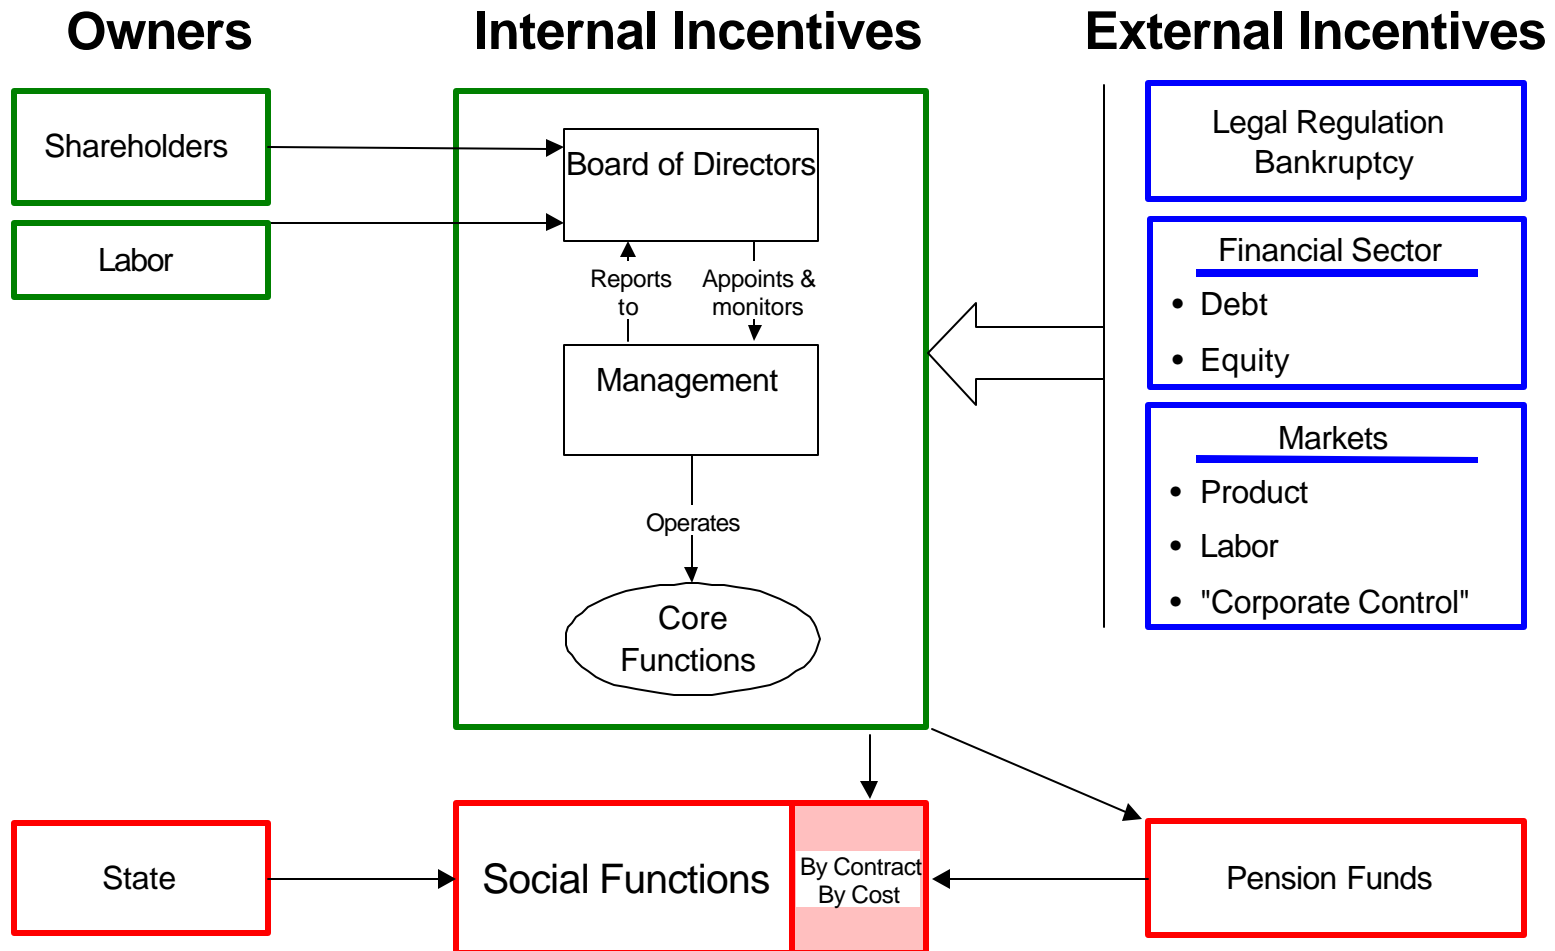 Owners
Internal Incentives
External Incentives
Shareholders
Labor
Board of Directors
Reports
to
Appoints &
monitors
Management
Operates
Core
Functions
Legal Regulation
Bankruptcy
Financial Sector
• Debt
• Equity
Markets
• Product
• Labor
• "Corporate Control"
State
Social Functions
By Contract
By Cost
Pension Funds